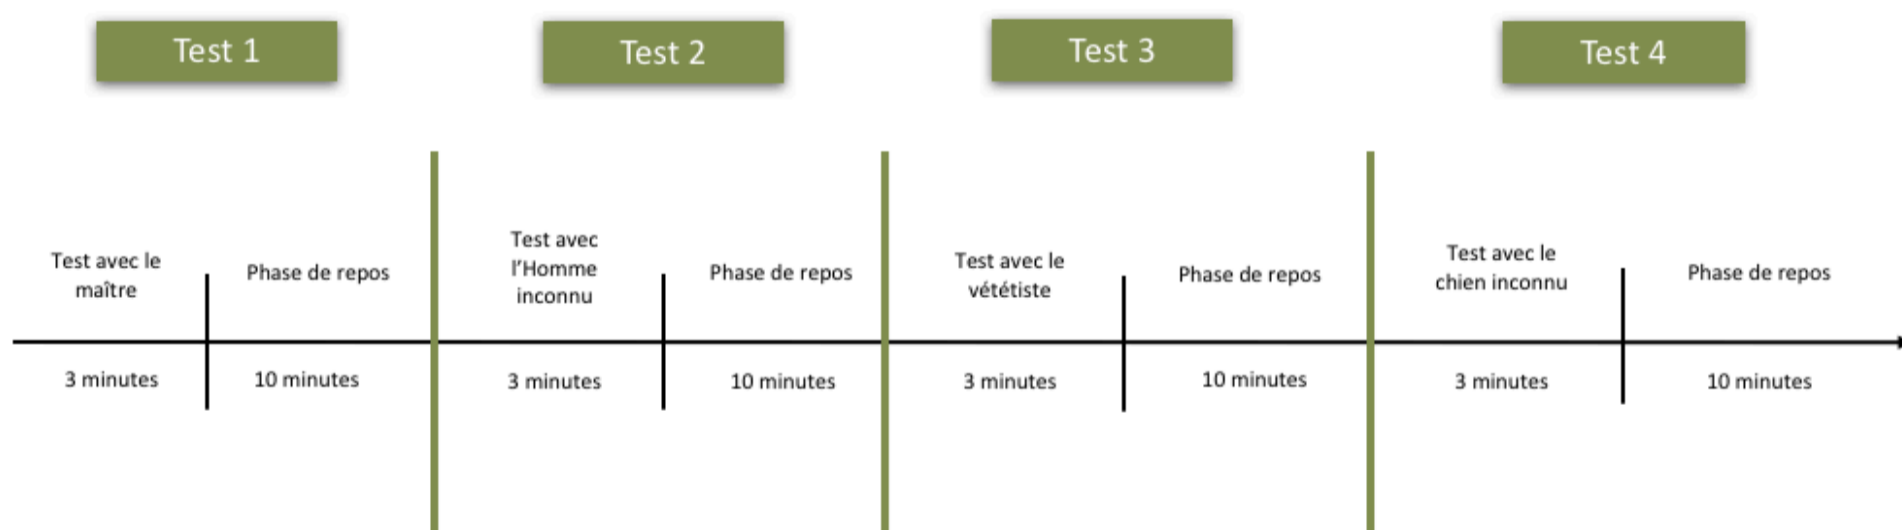 Test 1
Test 2
Test 3
Test 4
Test avec le
maître
Phase de repos
Test avec
l'Homme
inconnu
Phase de repos
Test avec le
vététiste
Phase de repos
Test avec le
chien inconnu
Phase de repos
3 minutes
10 minutes
3 minutes
10 minutes
3 minutes
10 minutes
3 minutes
10 minutes